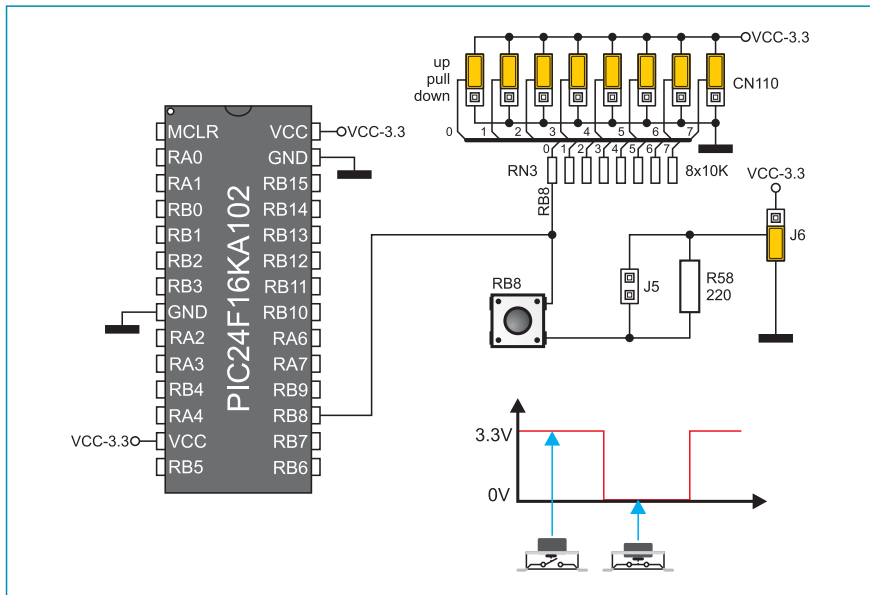 VCC-3.3
up
pull
down
CN110
0 1 2 3 4 5 6 7
0 1 2 3 4 5 6 7
RN3
8x10K
RB8
MCLR VCC
VCC-3.3
RA0 GND
RA1 RB15
RB0 RB14
RB1 RB13
RB2 RB12
RB3 RB11
GND RB10
RA2 RA6
RA3 RA7
RB4 RB9
RA4 RB8
VCC-3.3
VCC RB7
RB5 RB6
PIC24F16KA102
VCC-3.3
J6
RB8
J5
R58
220
3.3V
0V